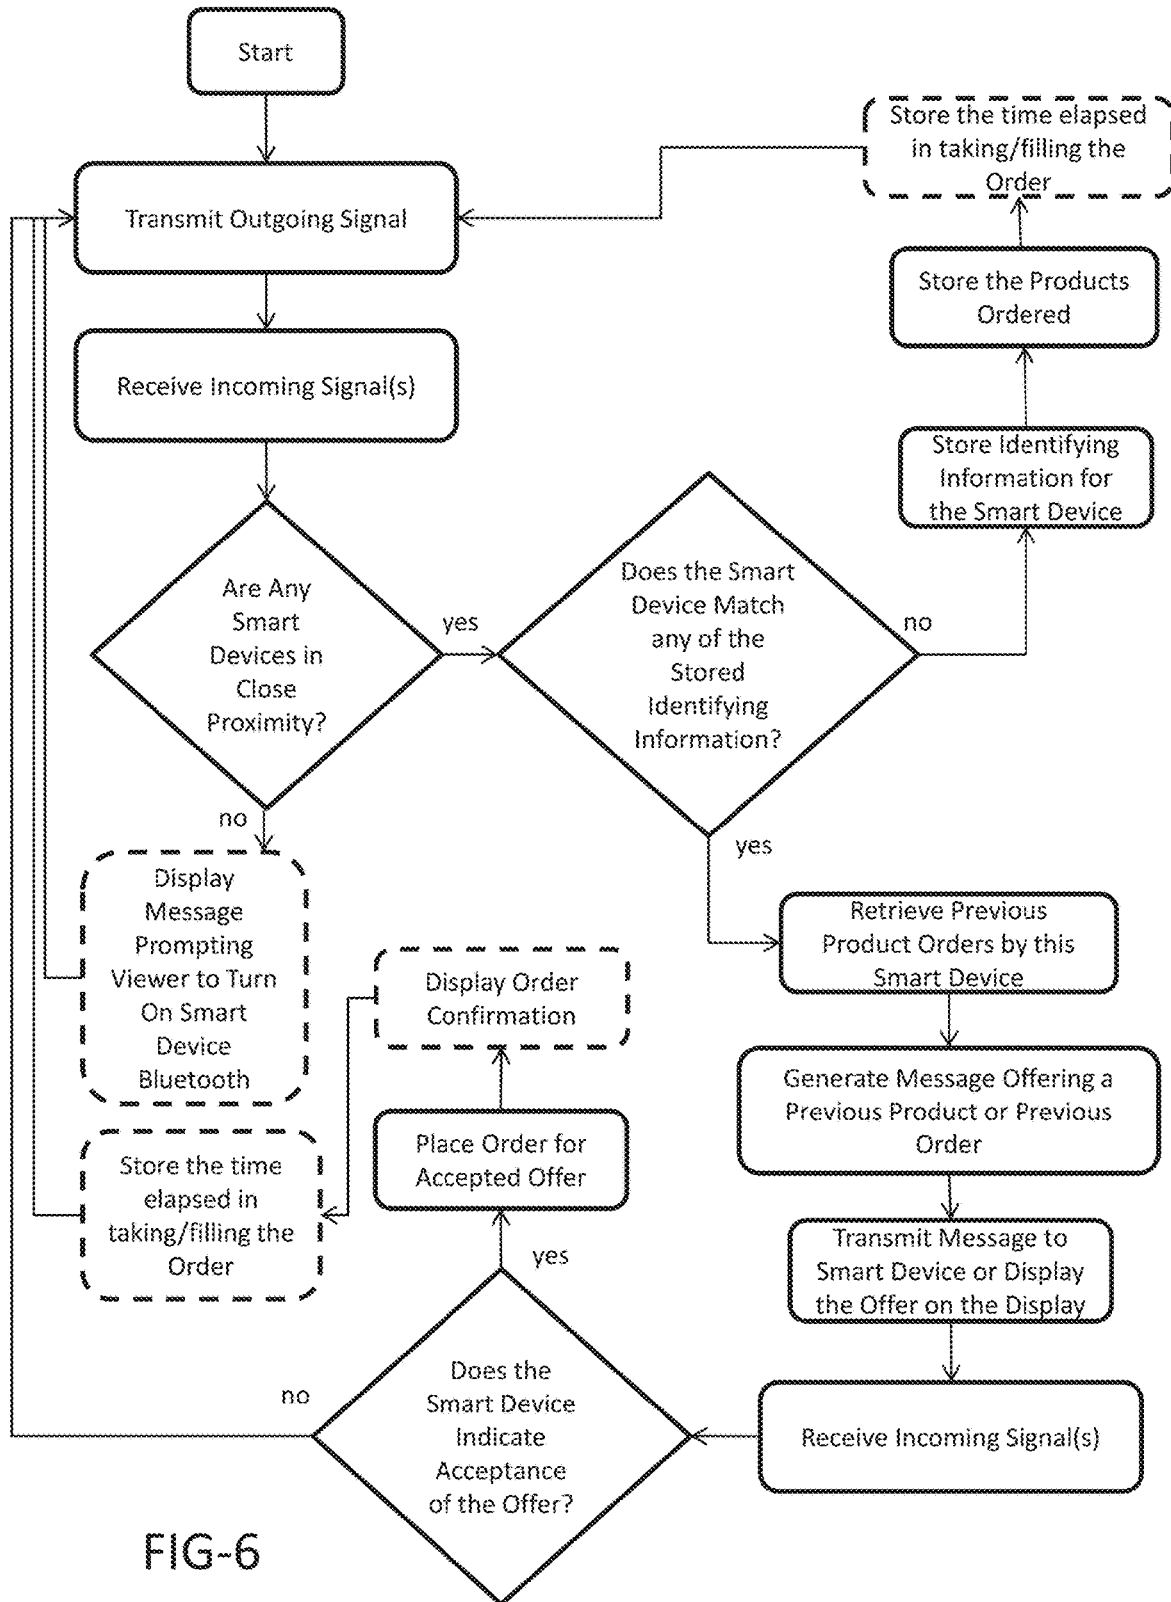 Start
Store the time elapsed
in taking/filling the
Order
Transmit Outgoing Signal
Store the Products
Ordered
Receive Incoming Signal(s)
Store Identifying
Information for
the Smart Device
Are Any
Smart
Devices in
Close
Proximity?
yes
Does the Smart
Device Match
any of the
Stored
Identifying
Information?
no
no
yes
Display
Message
Prompting
Viewer to Turn
On Smart
Device
Bluetooth
Retrieve Previous
Product Orders by this
Smart Device
Display Order
Confirmation
Generate Message Offering a
Previous Product or Previous
Order
Place Order for
Accepted Offer
Store the time
elapsed in
taking/filling the
Order
Transmit Message to
Smart Device or Display
the Offer on the Display
yes
no
Does the
Smart Device
Indicate
Acceptance
of the Offer?
Receive Incoming Signal(s)
FIG-6